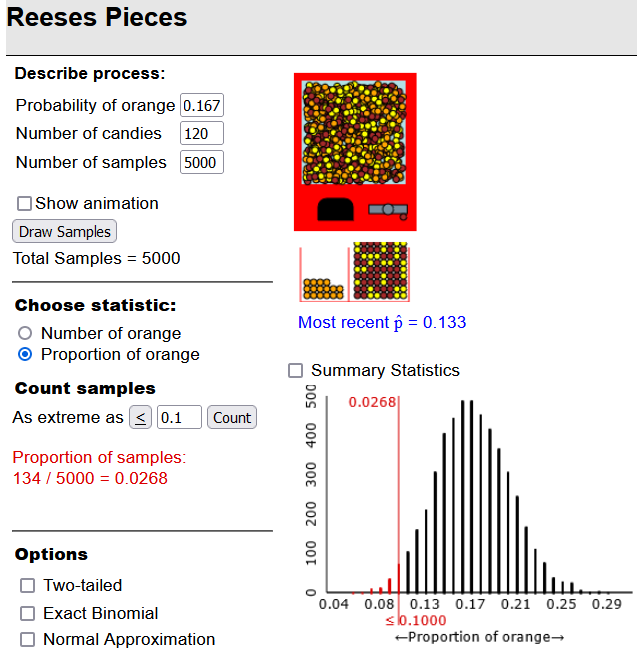 Reeses Pieces
Describe process:
Probability of orange 0.167
Number of candies 120
Number of samples 5000
Show animation
Draw Samples
Total Samples = 5000
Choose statistic:
Number of orange
Proportion of orange
Count samples
As extreme as ≤ 0.1 Count
Proportion of samples:
134 / 5000 = 0.0268
Options
Two-tailed
Exact Binomial
Normal Approximation
Most recent p̂ = 0.133
Summary Statistics
0.0268
500
400
300
200
100
0
0.04 0.08 0.13 0.17 0.21 0.25 0.29
≤ 0.1000
←Proportion of orange→